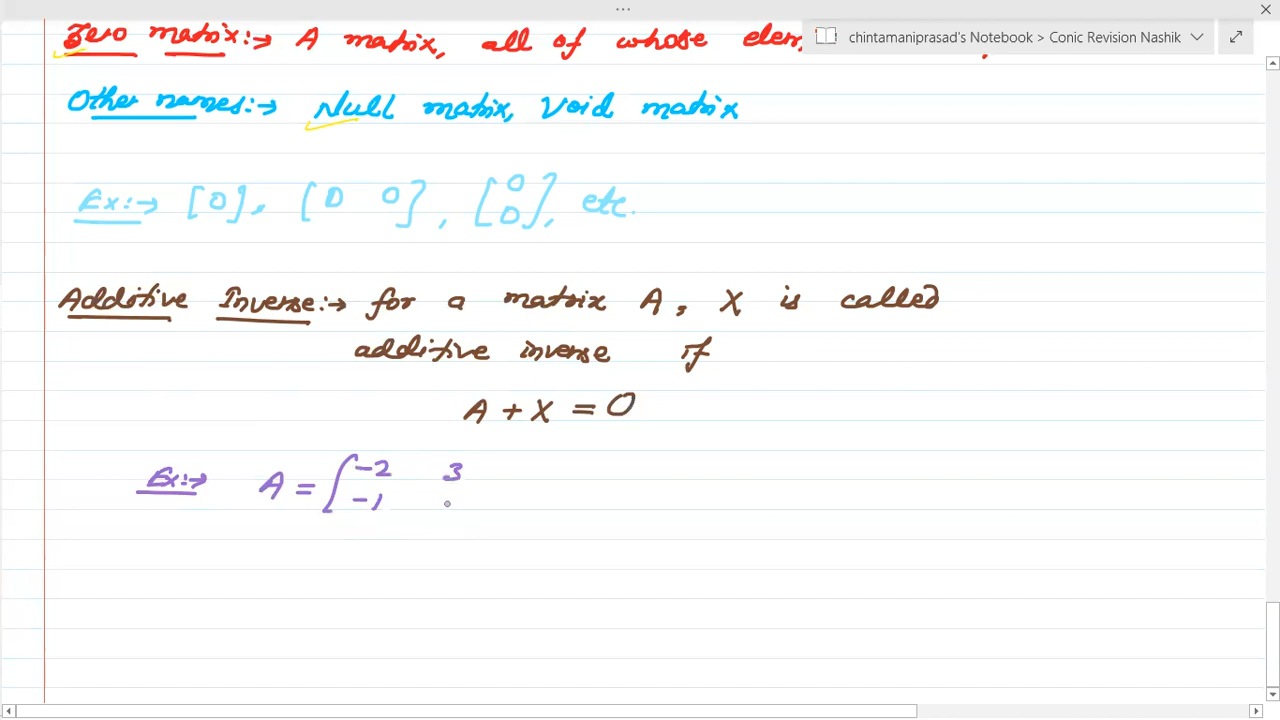 Zero matrix:→ A matrix, all of whose
chintamaniprasad's Notebook > Conic Revision Nashik
Other names:→ Null matrix, Void matrix
Ex:→ [0], [0 0], [0
0], etc.
Additive Inverse:→ for a matrix A, X is called
additive inverse if
A + X = O
Ex:→ A = [-2 3
-1